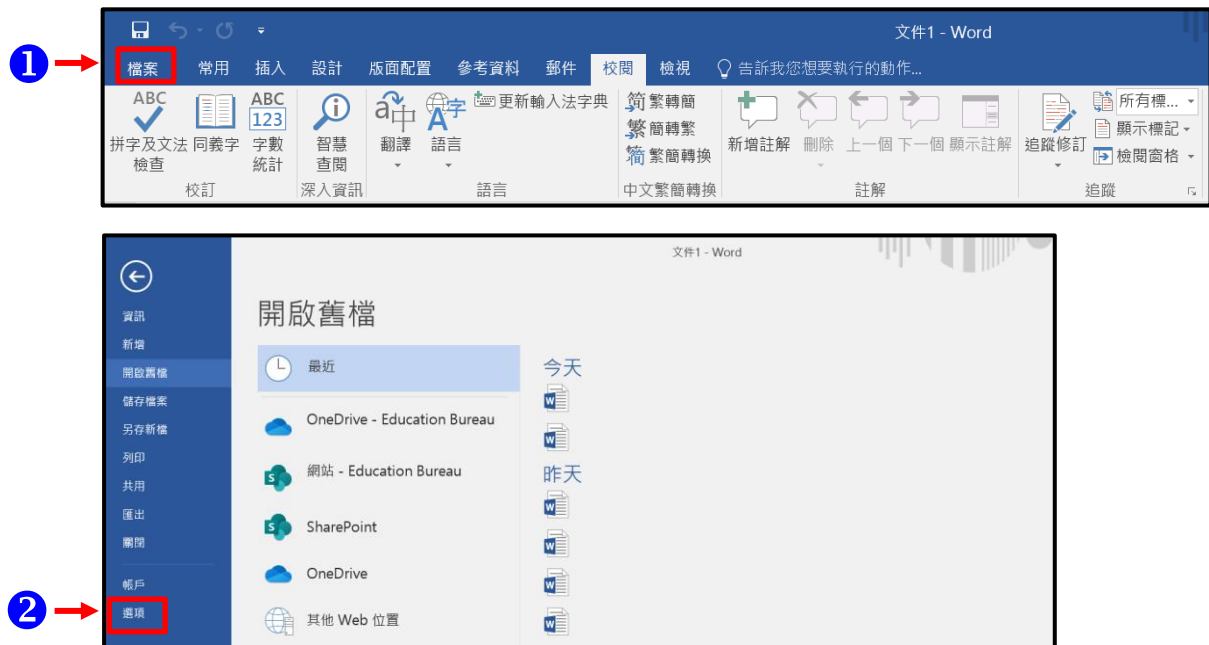 文件1 - Word
1
檔案 常用 插入 設計 版面配置 參考資料 郵件 校閱 檢視 告訴我您想要執行的動作...
ABC
拼字及文法
檢查
同義字
ABC
123
字數
統計
校訂
智慧
查閱
深入資訊
a中
翻譯
字
A
語言
更新輸入法字典
語言
简 繁轉簡
繁 簡轉繁
简 繁簡轉換
中文繁簡轉換
新增註解
刪除
上一個
下一個
顯示註解
註解
追蹤修訂
所有標...
顯示標記
檢閱窗格
追蹤
文件1 - Word
資訊
新增
開啟舊檔
儲存檔案
另存新檔
列印
共用
匯出
關閉
帳戶
2
選項
開啟舊檔
最近
OneDrive - Education Bureau
網站 - Education Bureau
SharePoint
OneDrive
其他 Web 位置
今天
昨天